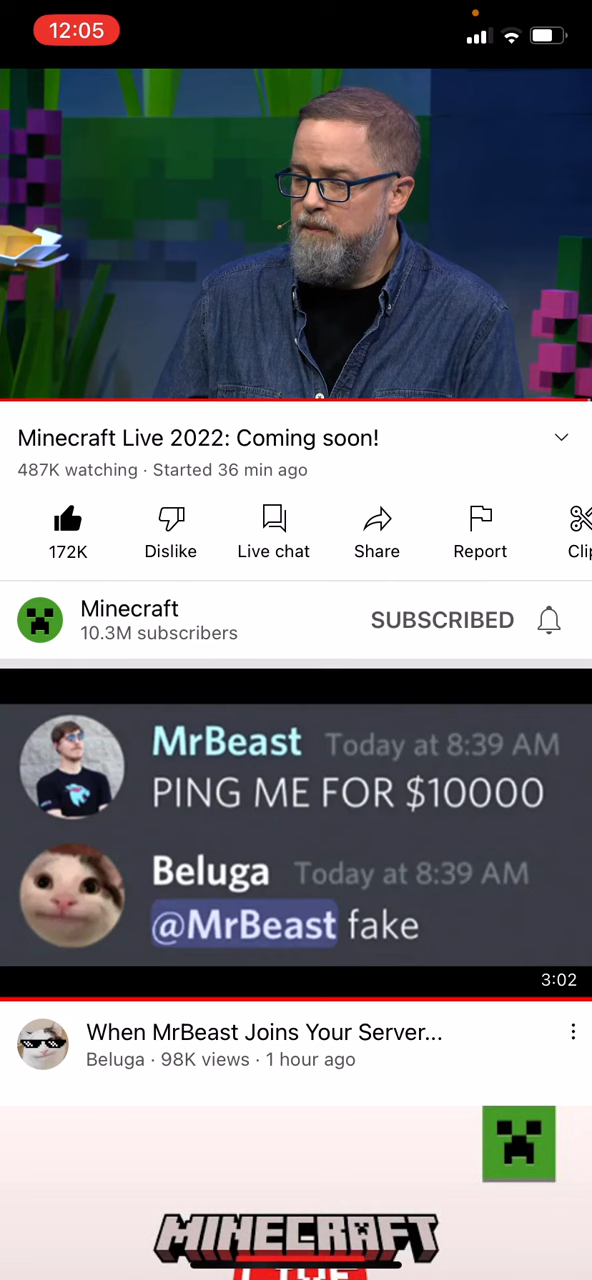 12:05
Minecraft Live 2022: Coming soon!
487K watching · Started 36 min ago
172K Dislike Live chat Share Report Clip
Minecraft
10.3M subscribers
SUBSCRIBED
MrBeast Today at 8:39 AM
PING ME FOR $10000
Beluga Today at 8:39 AM
@MrBeast fake
3:02
When MrBeast Joins Your Server...
Beluga · 98K views · 1 hour ago
MINECRAFT
LIVE